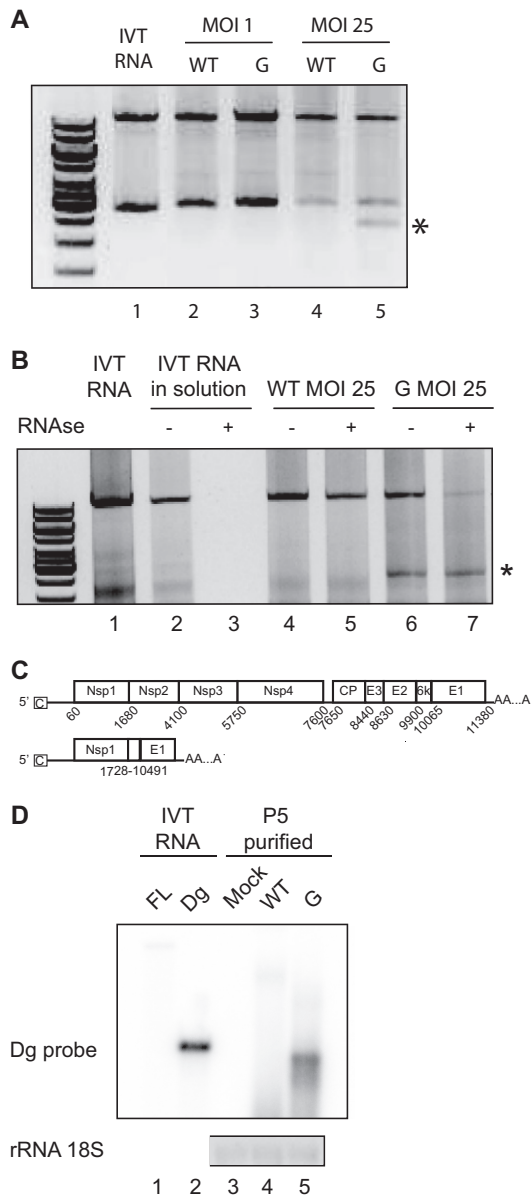 A
IVT RNA MOI 1 MOI 25
WT G WT G
*
1 2 3 4 5
B
IVT RNA IVT RNA in solution WT MOI 25 G MOI 25
RNAse - + - + - +
*
1 2 3 4 5 6 7
C
5' C Nsp1 Nsp2 Nsp3 Nsp4 CP E3 E2 6k E1 AA...A
60 1680 4100 5750 7600 7650 8440 8630 9900 10065 11380
5' C Nsp1 E1 AA...A
1728-10491
D
IVT RNA P5 purified
FL Dg Mock WT G
Dg probe
rRNA 18S
1 2 3 4 5